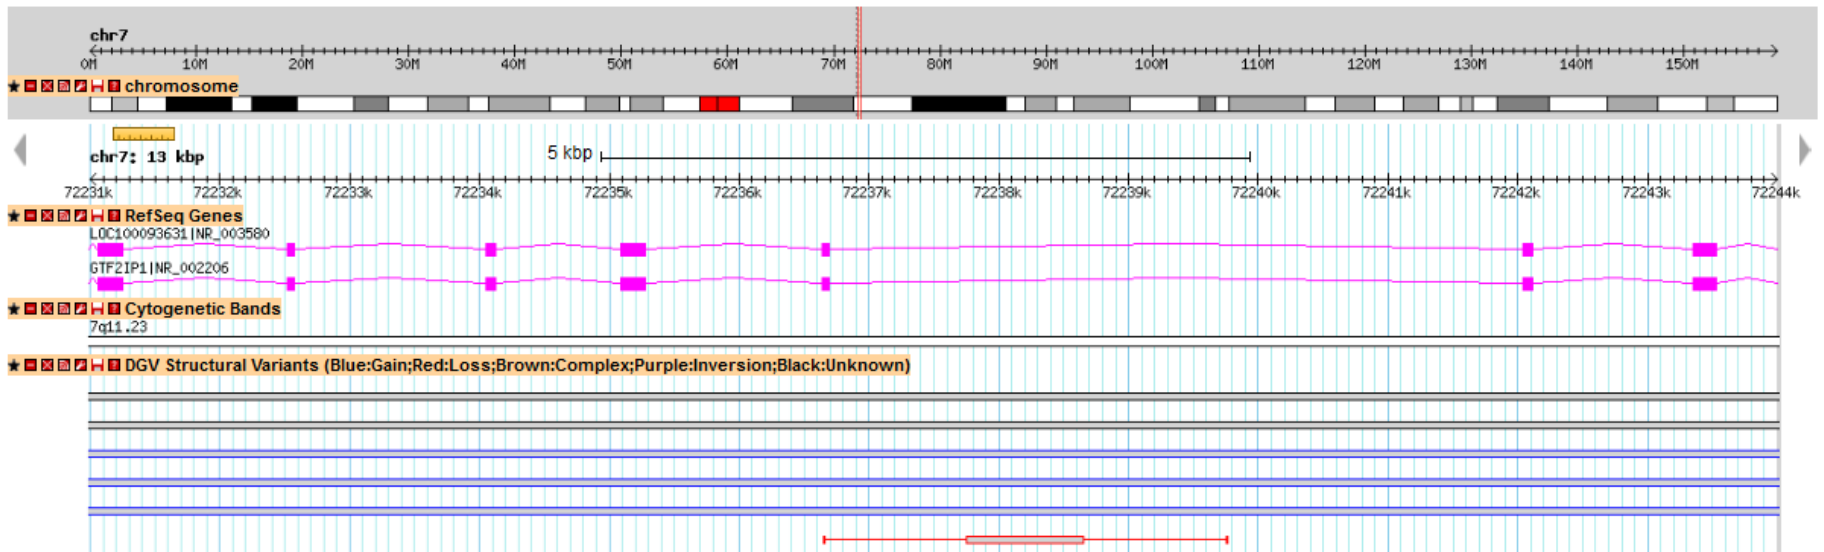 chr7
0M 10M 20M 30M 40M 50M 60M 70M 80M 90M 100M 110M 120M 130M 140M 150M
chromosome
chr7: 13 kbp 5 kbp
72231k 72232k 72233k 72234k 72235k 72236k 72237k 72238k 72239k 72240k 72241k 72242k 72243k 72244k
RefSeq Genes
LOC100093631|NR_003580
GTF2IP1|NR_002206
Cytogenetic Bands
7q11.23
DGV Structural Variants (Blue:Gain;Red:Loss;Brown:Complex;Purple:Inversion;Black:Unknown)